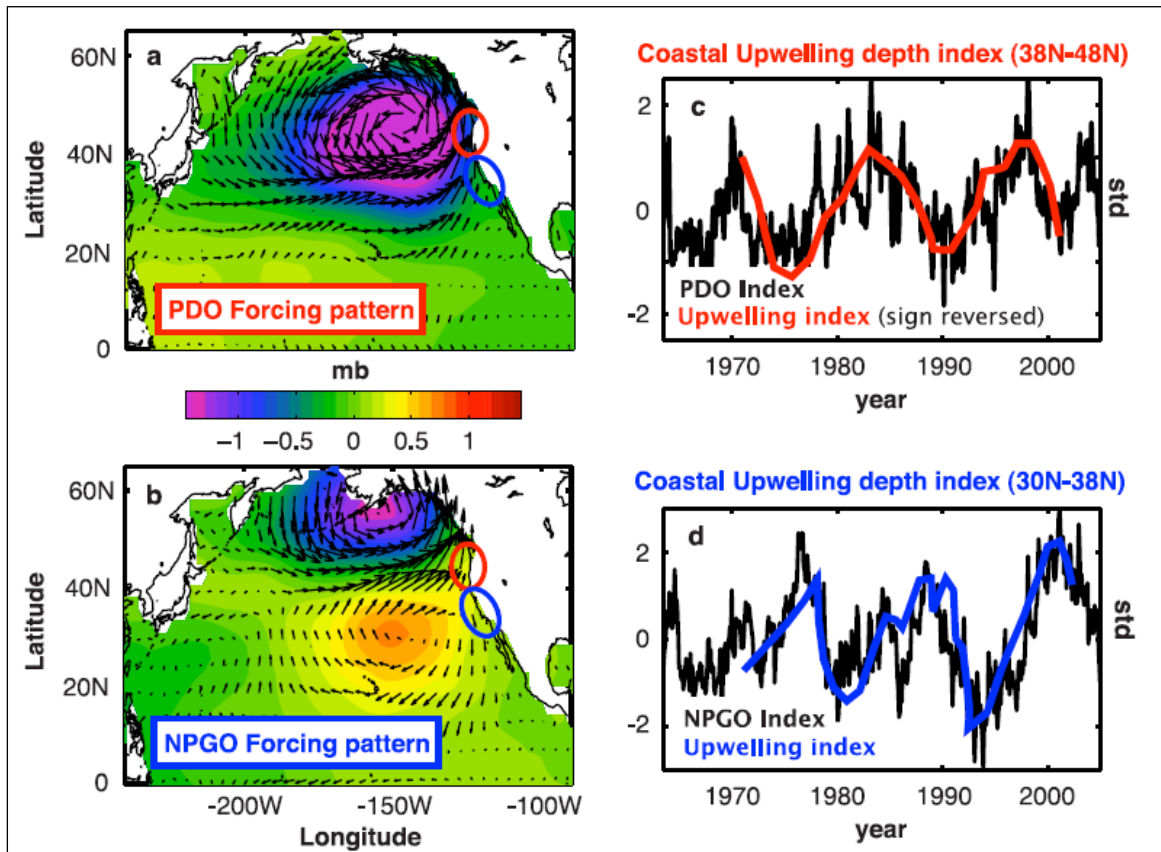 a
60N
40N
20N
0
Latitude
PDO Forcing pattern
mb
−1 −0.5 0 0.5 1
b
60N
40N
20N
0
Latitude
NPGO Forcing pattern
-200W -150W -100W
Longitude
Coastal Upwelling depth index (38N-48N)
c
2
0
-2
std
PDO Index
Upwelling index (sign reversed)
1970 1980 1990 2000
year
Coastal Upwelling depth index (30N-38N)
d
2
0
-2
std
NPGO Index
Upwelling index
1970 1980 1990 2000
year